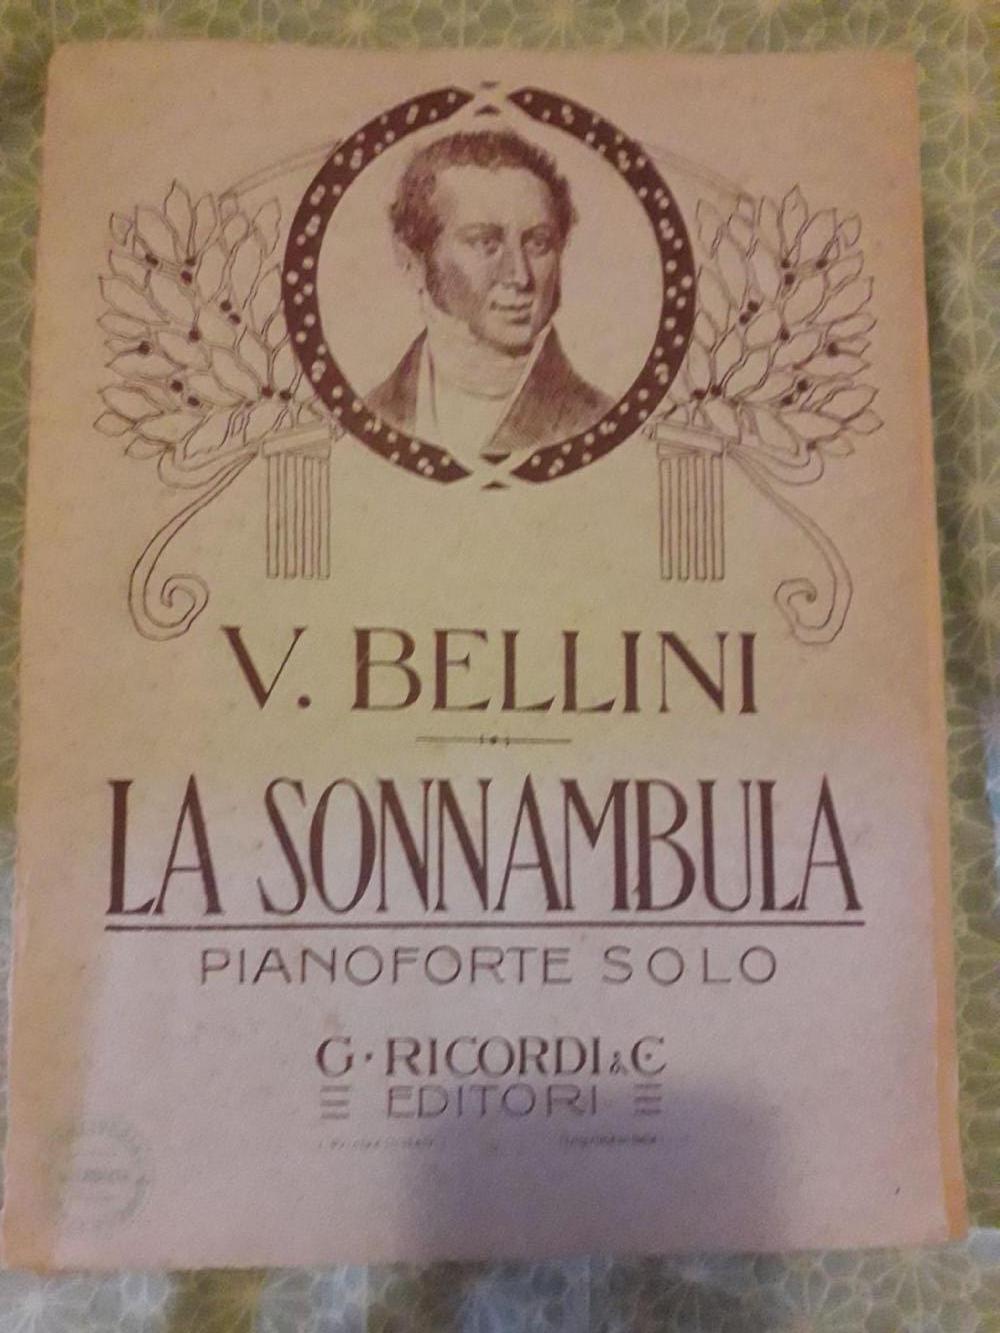 V. BELLINI
LA SONNAMBULA
PIANOFORTE SOLO
G. RICORDI & C.
EDITORI